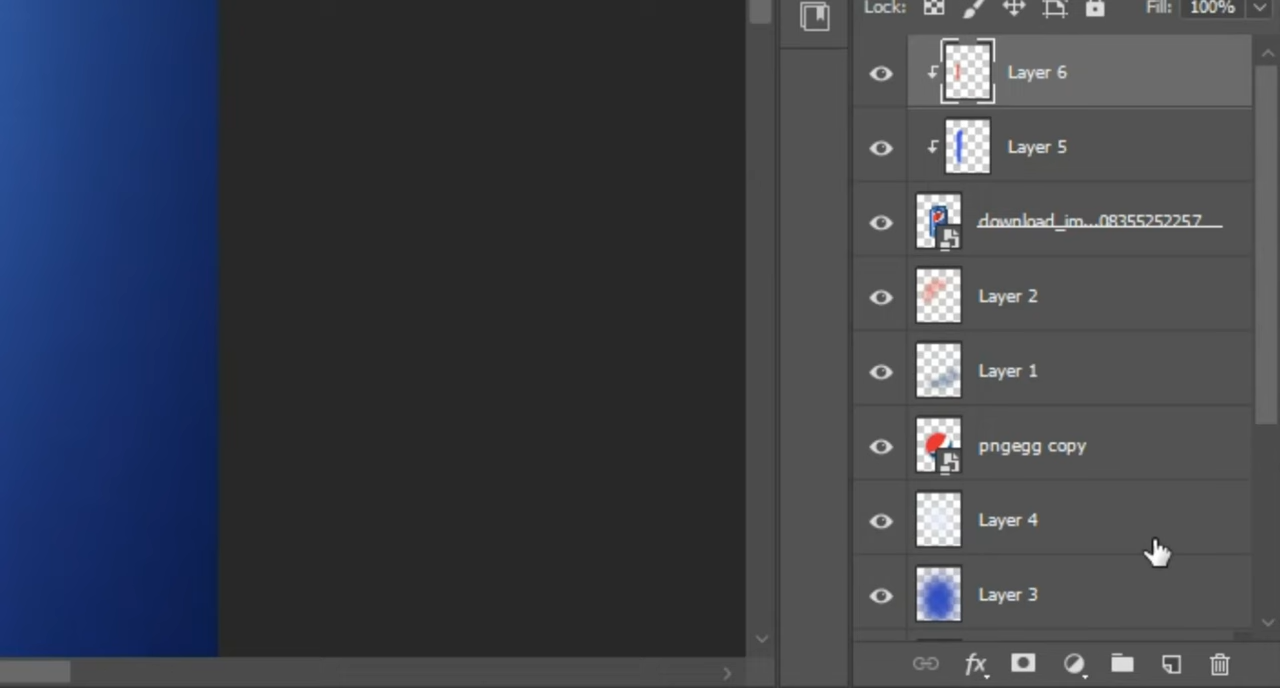 Lock: Fill: 100%
Layer 6
Layer 5
download_im...08355252257
Layer 2
Layer 1
pngegg copy
Layer 4
Layer 3
fx